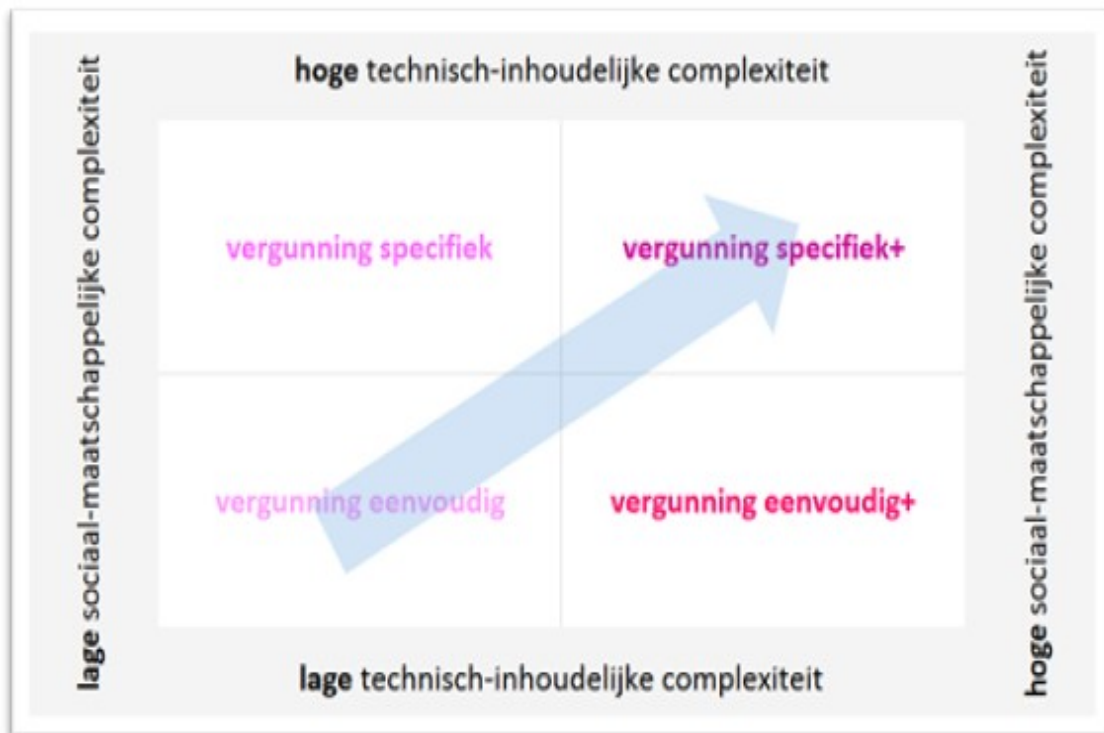 hoge technisch-inhoudelijke complexiteit
lage sociaal-maatschappelijke complexiteit
vergunning specifiek
vergunning specifiek+
hoge sociaal-maatschappelijke complexiteit
vergunning eenvoudig
vergunning eenvoudig+
lage technisch-inhoudelijke complexiteit